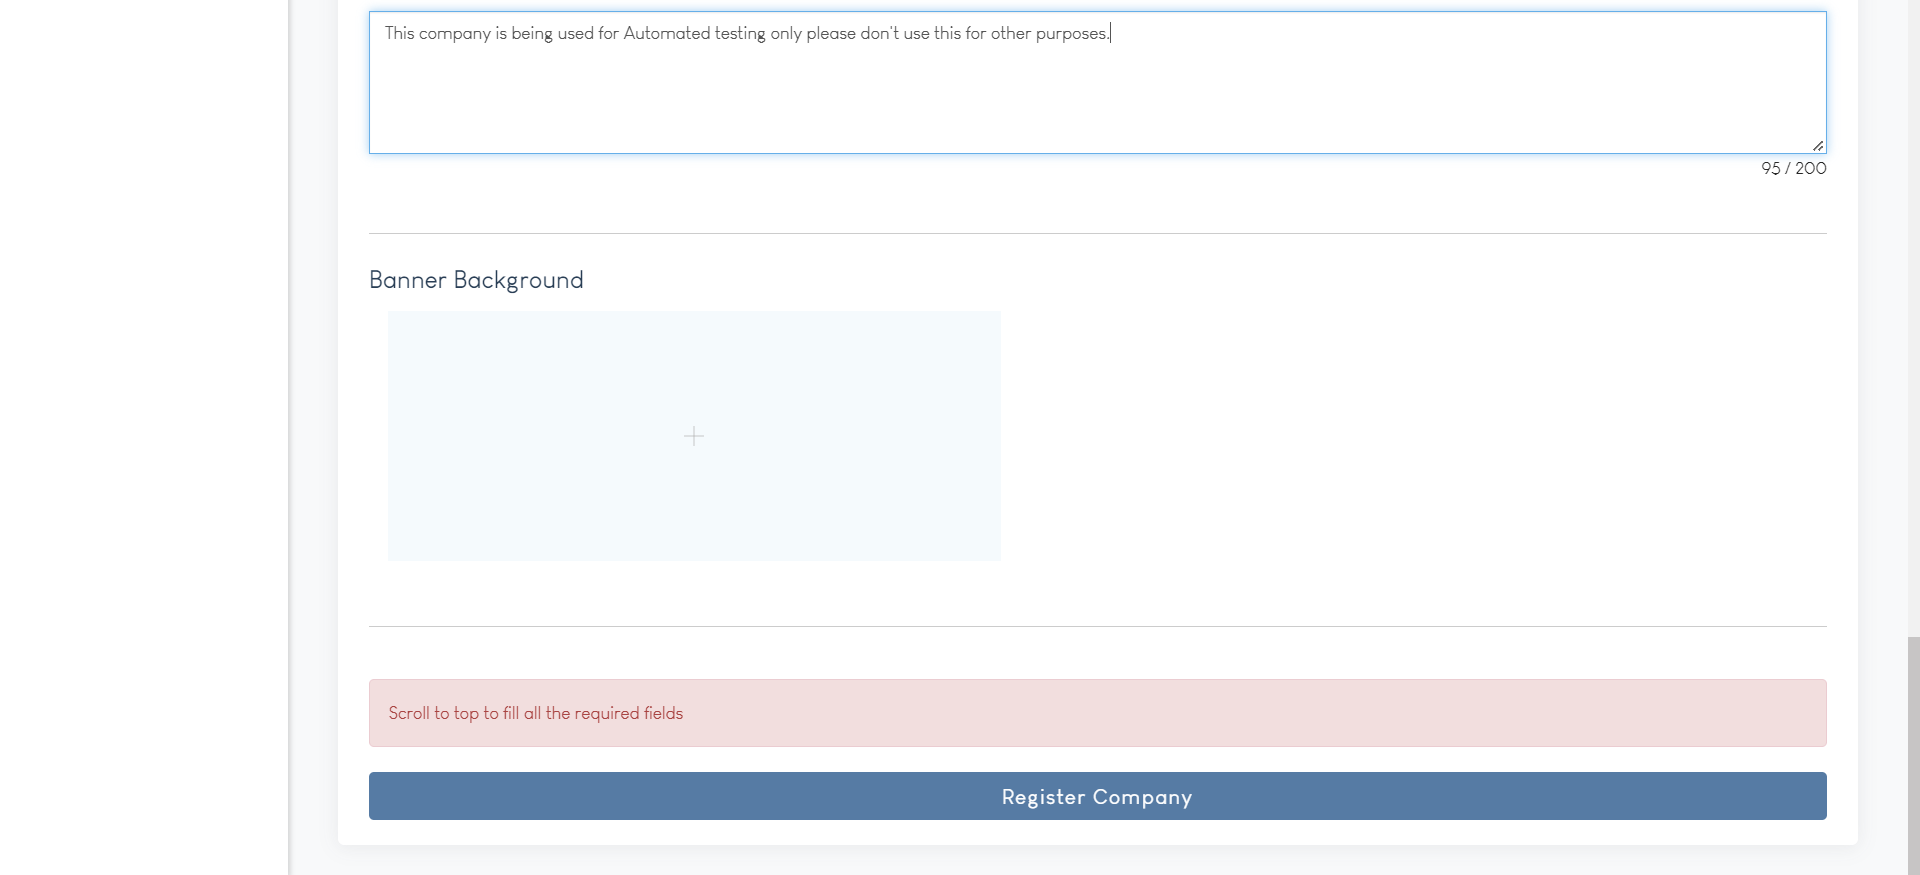 This company is being used for Automated testing only please don't use this for other purposes.
95 / 200
Banner Background
Scroll to top to fill all the required fields
Register Company